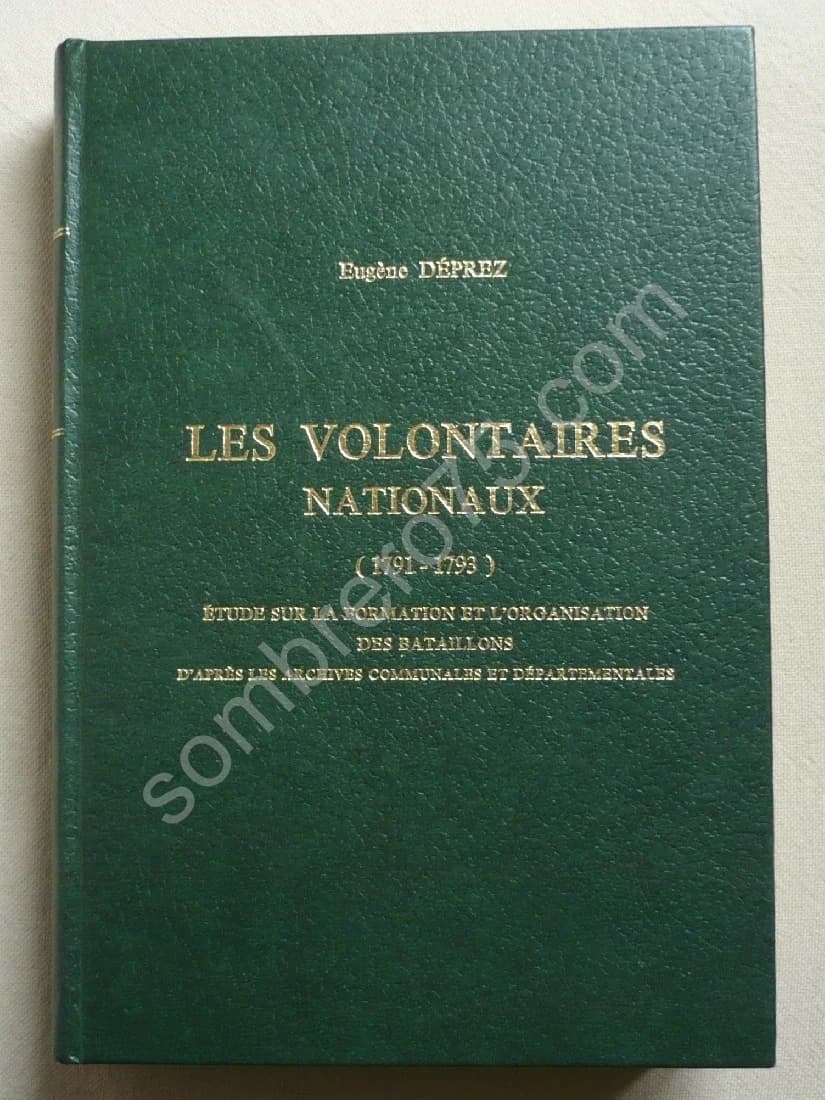 Eugène DÉPREZ
LES VOLONTAIRES
NATIONAUX
( 1791 - 1793 )
ÉTUDE SUR LA FORMATION ET L'ORGANISATION
DES BATAILLONS
D'APRÈS LES ARCHIVES COMMUNALES ET DÉPARTEMENTALES
sombrero75.com